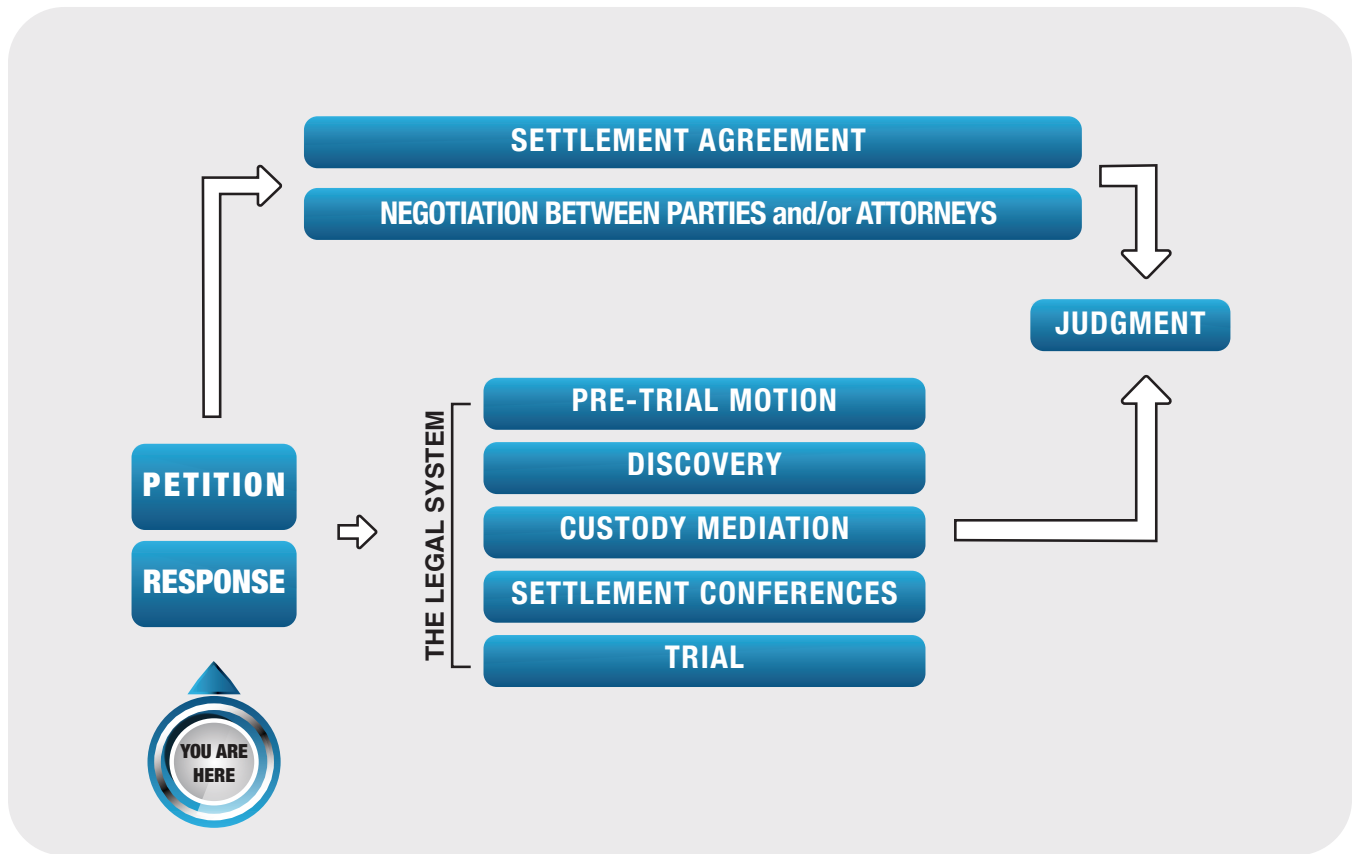 SETTLEMENT AGREEMENT
NEGOTIATION BETWEEN PARTIES and/or ATTORNEYS
JUDGMENT
PETITION
RESPONSE
THE LEGAL SYSTEM
PRE-TRIAL MOTION
DISCOVERY
CUSTODY MEDIATION
SETTLEMENT CONFERENCES
TRIAL
YOU ARE
HERE